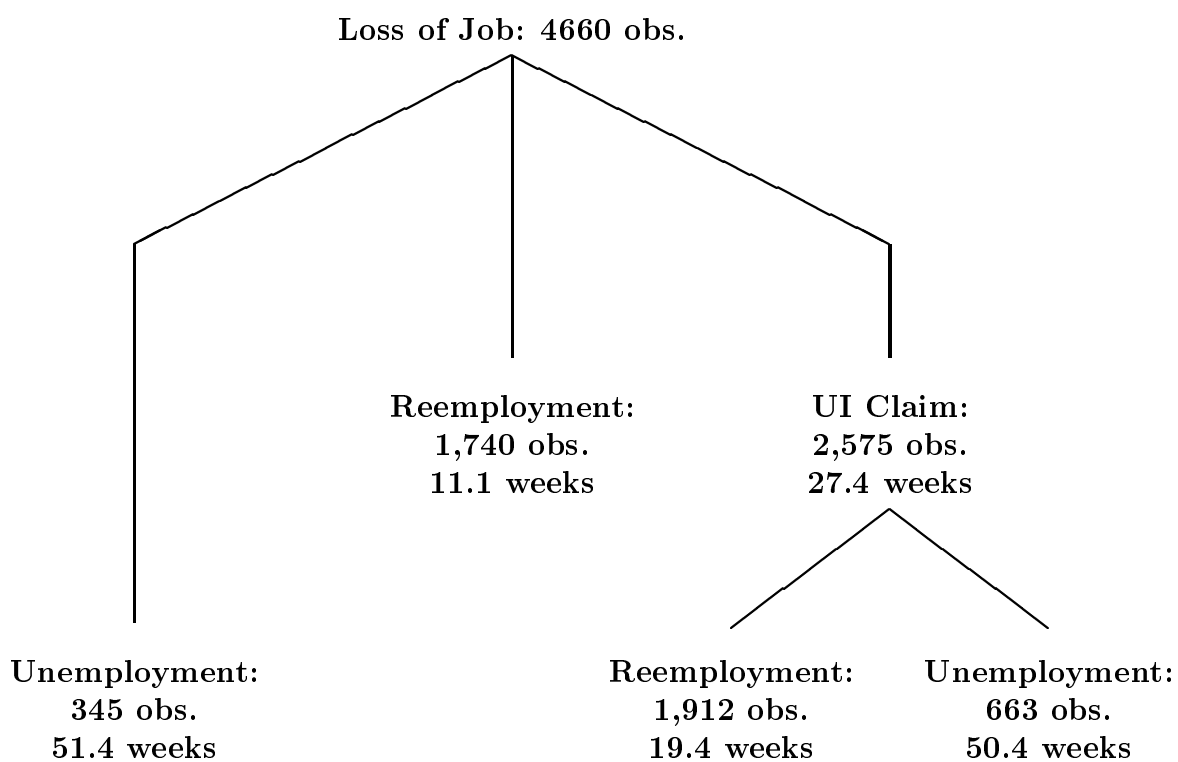 Loss of Job: 4660 obs.
Reemployment:
1,740 obs.
11.1 weeks
UI Claim:
2,575 obs.
27.4 weeks
Unemployment:
345 obs.
51.4 weeks
Reemployment:
1,912 obs.
19.4 weeks
Unemployment:
663 obs.
50.4 weeks